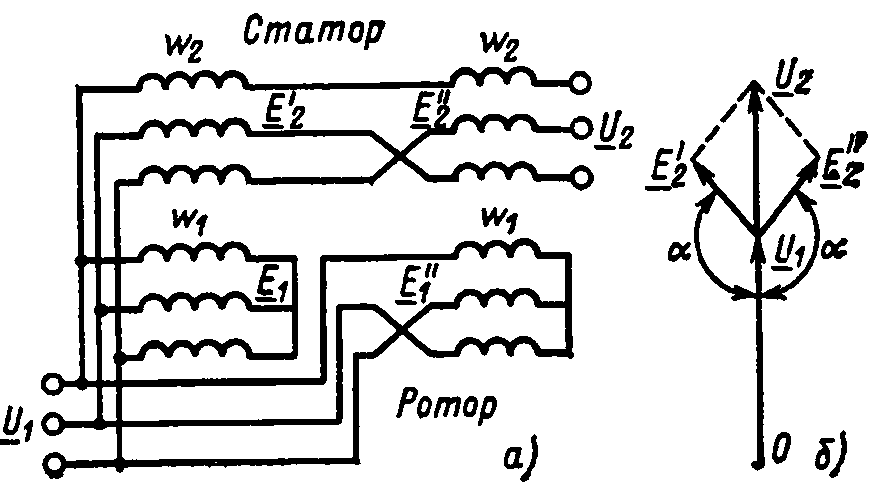 Статор
w2 w2
E'2 E''2
U2
w1 w1
E1 E''1
U1
Ротор
а)
U2
E'2 E''2
U1
α α
0
б)